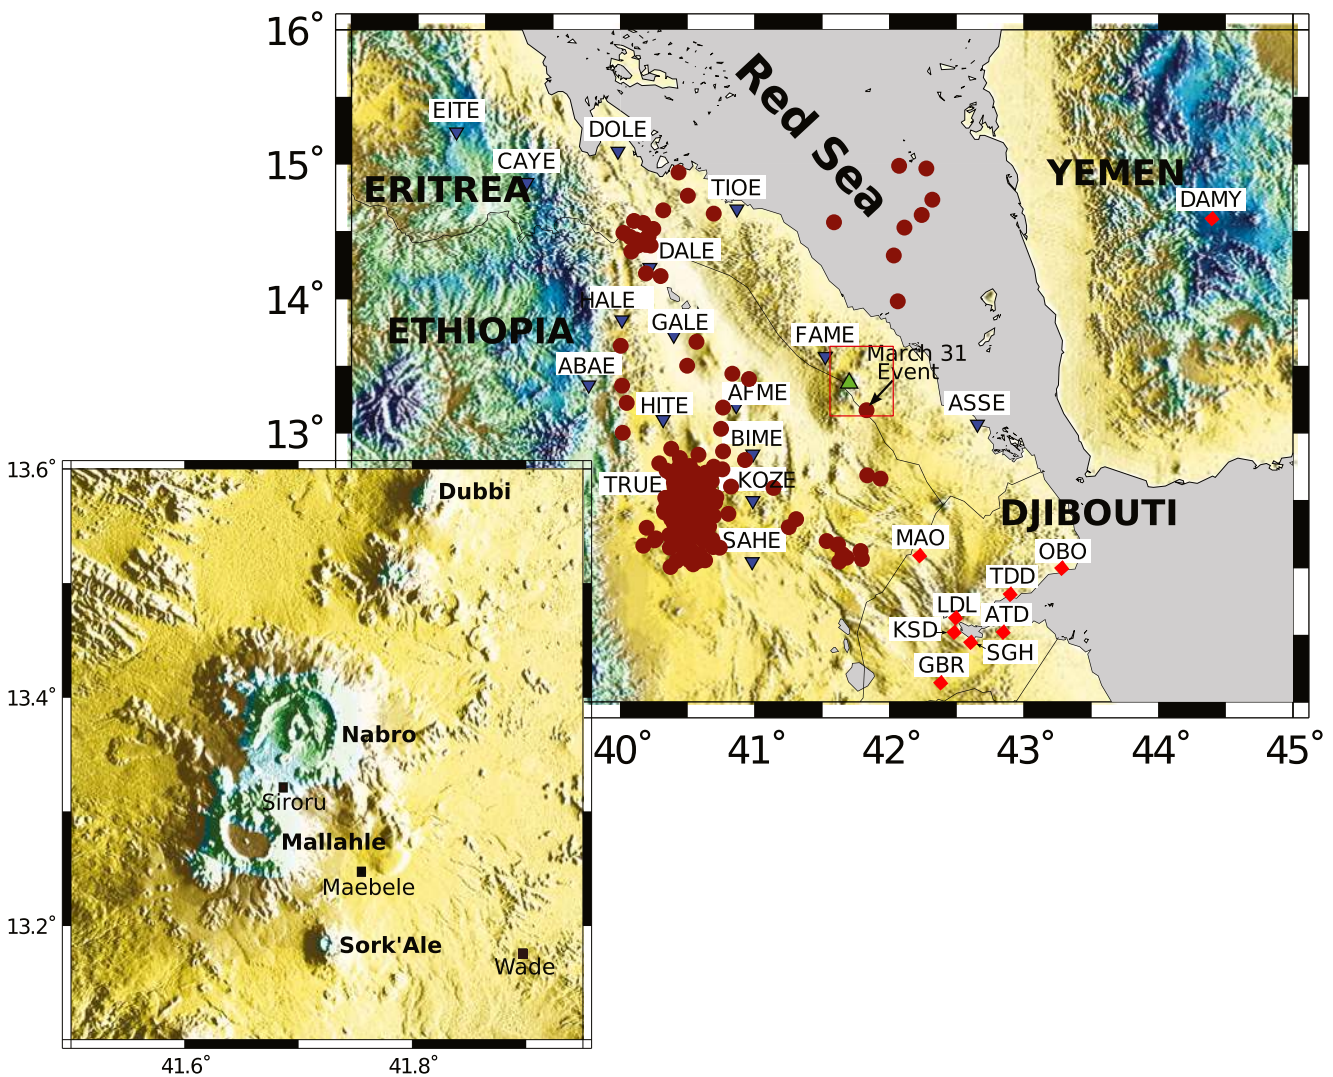 16°
15°
14°
13°
40°
41°
42°
43°
44°
45°
Red Sea
YEMEN
ERITREA
ETHIOPIA
DJIBOUTI
EITE
CAYE
DOLE
TIOE
DAMY
DALE
HALE
GALE
FAME
March 31
Event
ABAE
HITE
AFME
ASSE
BIME
TRUE
KOZE
SAHE
MAO
OBO
TDD
LDL
ATD
KSD
SGH
GBR
13.6°
13.4°
13.2°
41.6°
41.8°
Dubbi
Nabro
Siroru
Mallahle
Maebele
Sork'Ale
Wade